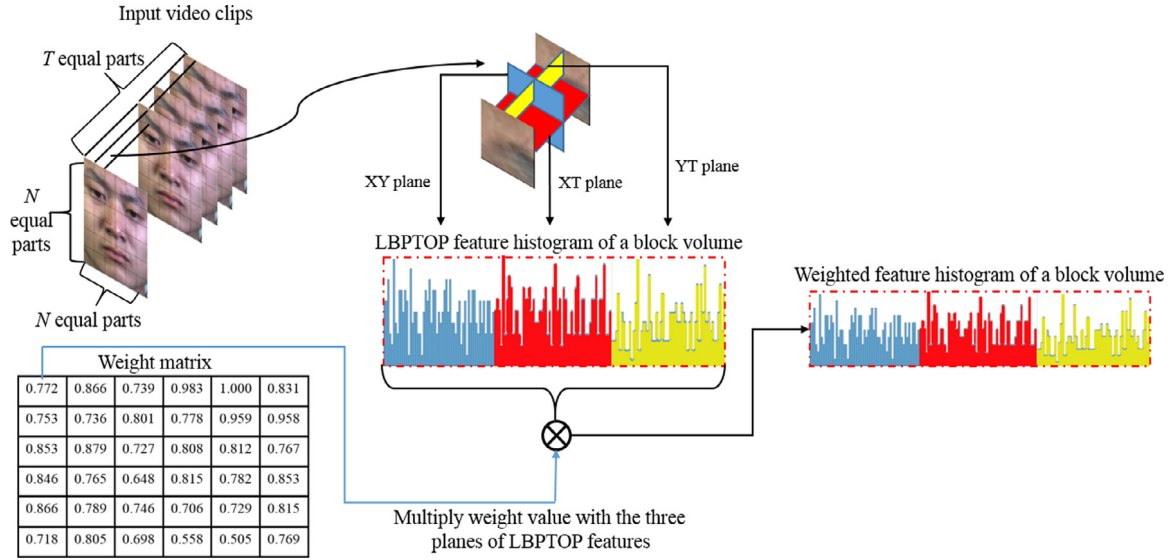 Input video clips
T equal parts
N
equal
parts
N equal parts
XY plane
XT plane
YT plane
LBPTOP feature histogram of a block volume
Weighted feature histogram of a block volume
Weight matrix
0.772 0.866 0.739 0.983 1.000 0.831
0.753 0.736 0.801 0.778 0.959 0.958
0.853 0.879 0.727 0.808 0.812 0.767
0.846 0.765 0.648 0.815 0.782 0.853
0.866 0.789 0.746 0.706 0.729 0.815
0.718 0.805 0.698 0.558 0.505 0.769
Multiply weight value with the three
planes of LBPTOP features